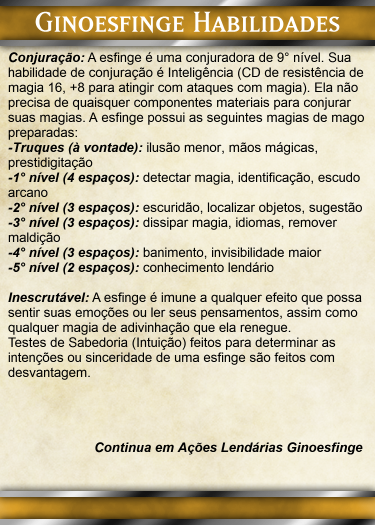 Ginoesfinge Habilidades
Conjuração: A esfinge é uma conjuradora de 9° nível. Sua
habilidade de conjuração é Inteligência (CD de resistência de
magia 16, +8 para atingir com ataques com magia). Ela não
precisa de quaisquer componentes materiais para conjurar
suas magias. A esfinge possui as seguintes magias de mago
preparadas:
-Truques (à vontade): ilusão menor, mãos mágicas,
prestidigitação
-1° nível (4 espaços): detectar magia, identificação, escudo
arcano
-2° nível (3 espaços): escuridão, localizar objetos, sugestão
-3° nível (3 espaços): dissipar magia, idiomas, remover
maldição
-4° nível (3 espaços): banimento, invisibilidade maior
-5° nível (2 espaços): conhecimento lendário
Inescrutável: A esfinge é imune a qualquer efeito que possa
sentir suas emoções ou ler seus pensamentos, assim como
qualquer magia de adivinhação que ela renegue.
Testes de Sabedoria (Intuição) feitos para determinar as
intenções ou sinceridade de uma esfinge são feitos com
desvantagem.
Continua em Ações Lendárias Ginoesfinge